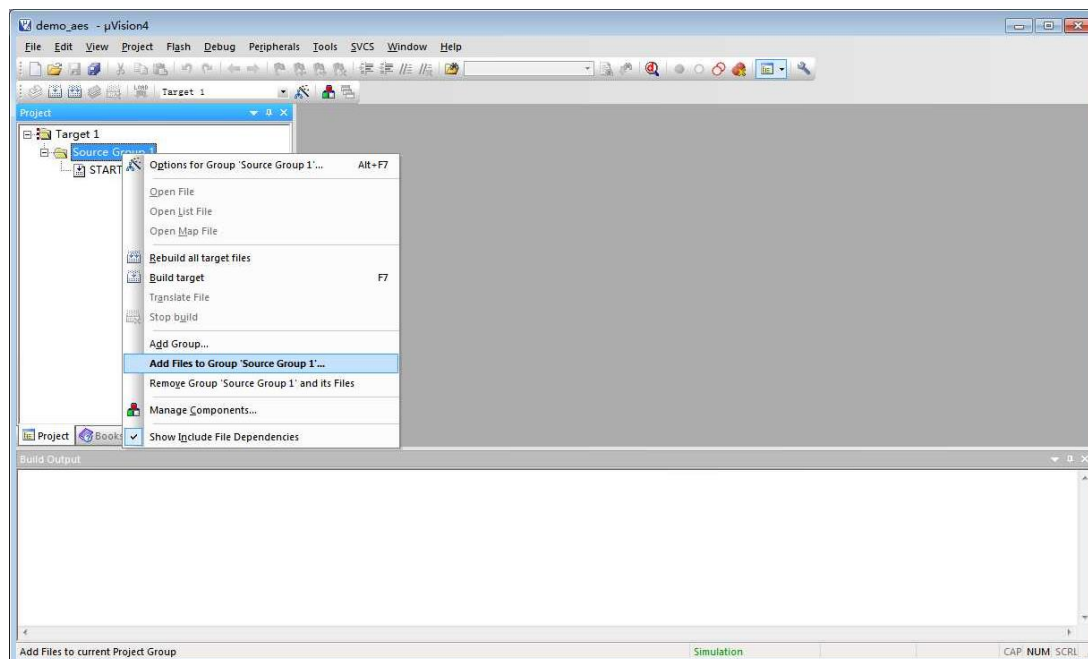 demo_aes - µVision4
File Edit View Project Flash Debug Peripherals Tools SVCS Window Help
LOAD Target 1
Project
Target 1
Source Group 1
START
Options for Group 'Source Group 1'... Alt+F7
Open File
Open List File
Open Map File
Rebuild all target files
Build target F7
Translate File
Stop build
Add Group...
Add Files to Group 'Source Group 1'...
Remove Group 'Source Group 1' and its Files
Manage Components...
Show Include File Dependencies
Project Books
Build Output
Add Files to current Project Group Simulation CAP NUM SCRL